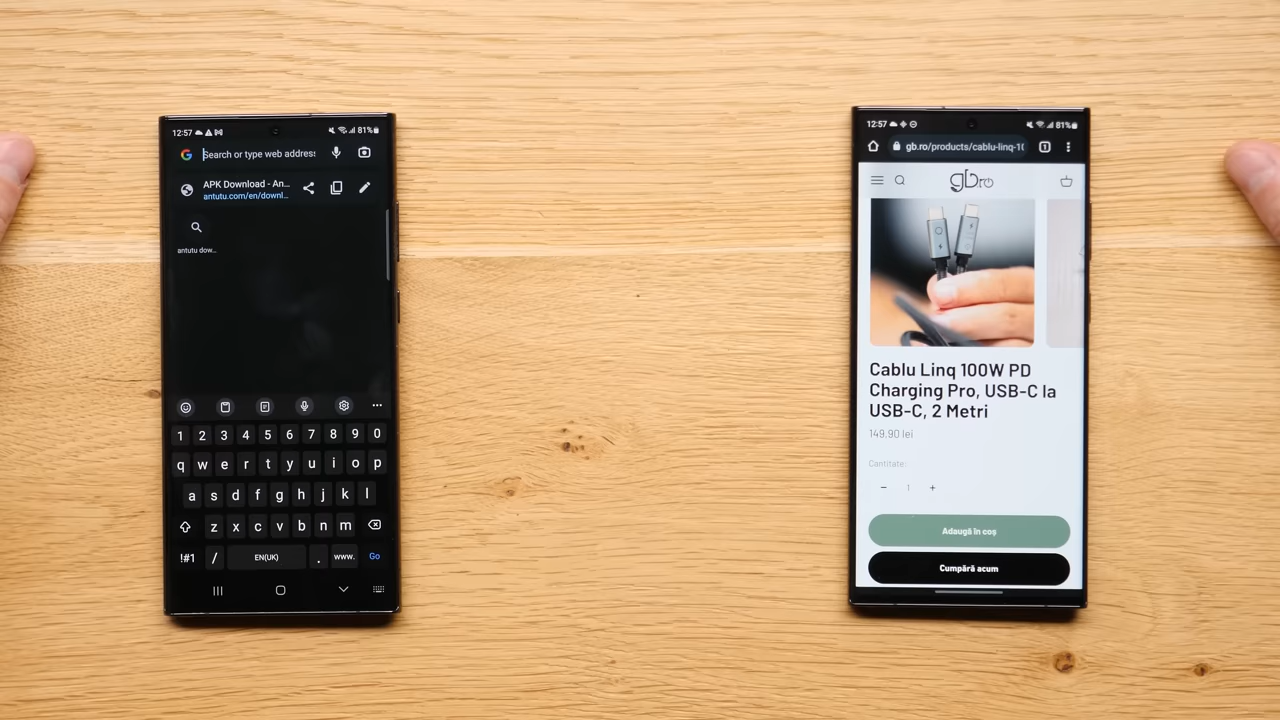 12:57
81%
Search or type web address
APK Download - An...
antutu.com/en/downl...
antutu dow...
1 2 3 4 5 6 7 8 9 0
q w e r t y u i o p
a s d f g h j k l
z x c v b n m
!#1 / EN(UK) . www. Go
12:57
81%
gb.ro/products/cablu-linq-10
gbro
Cablu Linq 100W PD
Charging Pro, USB-C la
USB-C, 2 Metri
149.90 lei
Cantitate:
− 1 +
Adaugă în coș
Cumpără acum